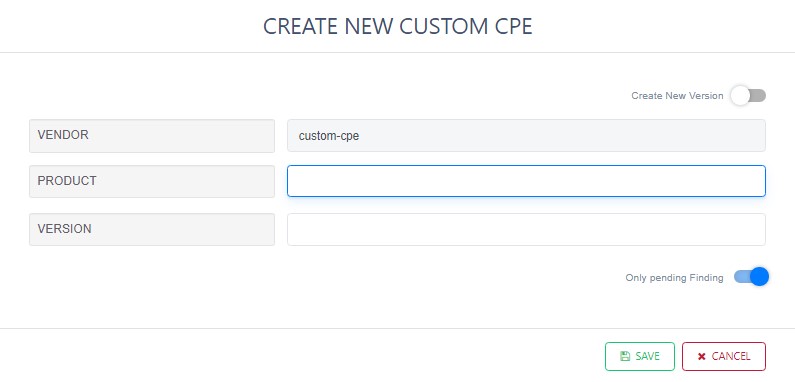 CREATE NEW CUSTOM CPE
Create New Version
VENDOR custom-cpe
PRODUCT
VERSION
Only pending Finding
SAVE CANCEL